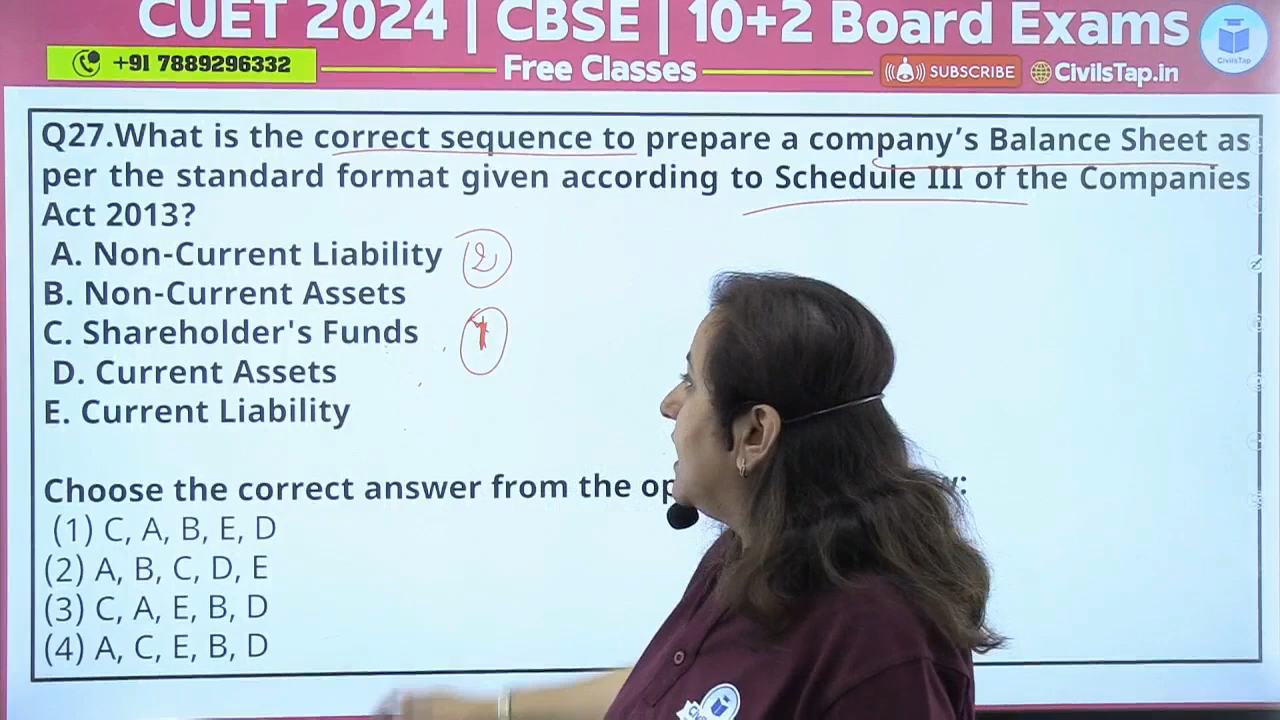 CUET 2024 | CBSE | 10+2 Board Exams
+91 7889296332
Free Classes
SUBSCRIBE
CivilsTap.in
CivilsTap
Q27.What is the correct sequence to prepare a company's Balance Sheet as
per the standard format given according to Schedule III of the Companies
Act 2013?
A. Non-Current Liability 2
B. Non-Current Assets
C. Shareholder's Funds 1
D. Current Assets
E. Current Liability
Choose the correct answer from the
(1) C, A, B, E, D
(2) A, B, C, D, E
(3) C, A, E, B, D
(4) A, C, E, B, D